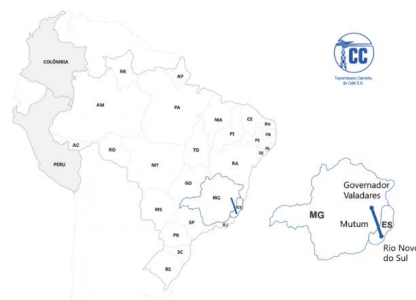 COLÔMBIA
RR
AP
CC
Transmissora Caminho
do Café S.A.
AM
PA
MA
CE
RN
PB
PE
AL
SE
PI
AC
RO
TO
PERU
MT
BA
GO
MG
ES
MS
SP
RJ
PR
SC
RS
Governador
Valadares
MG
Mutum
ES
Rio Novo
do Sul